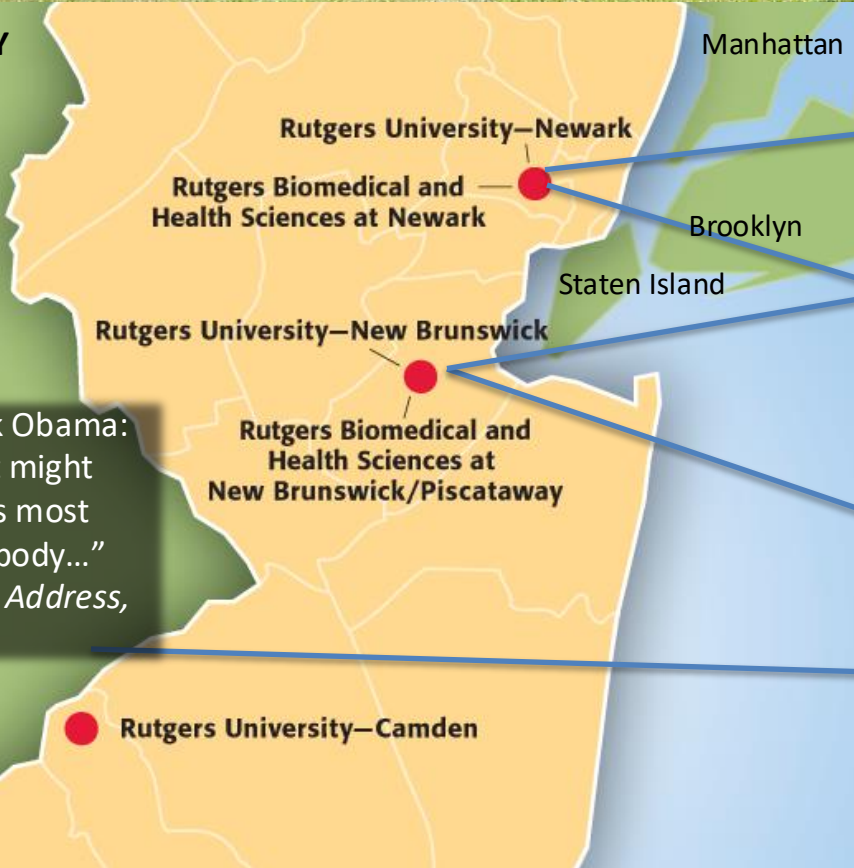 Y
Manhattan
Rutgers University—Newark
Rutgers Biomedical and
Health Sciences at Newark
Brooklyn
Staten Island
Rutgers University—New Brunswick
Rutgers Biomedical and
Health Sciences at
New Brunswick/Piscataway
k Obama:
might
s most
body…”
Address,
Rutgers University—Camden